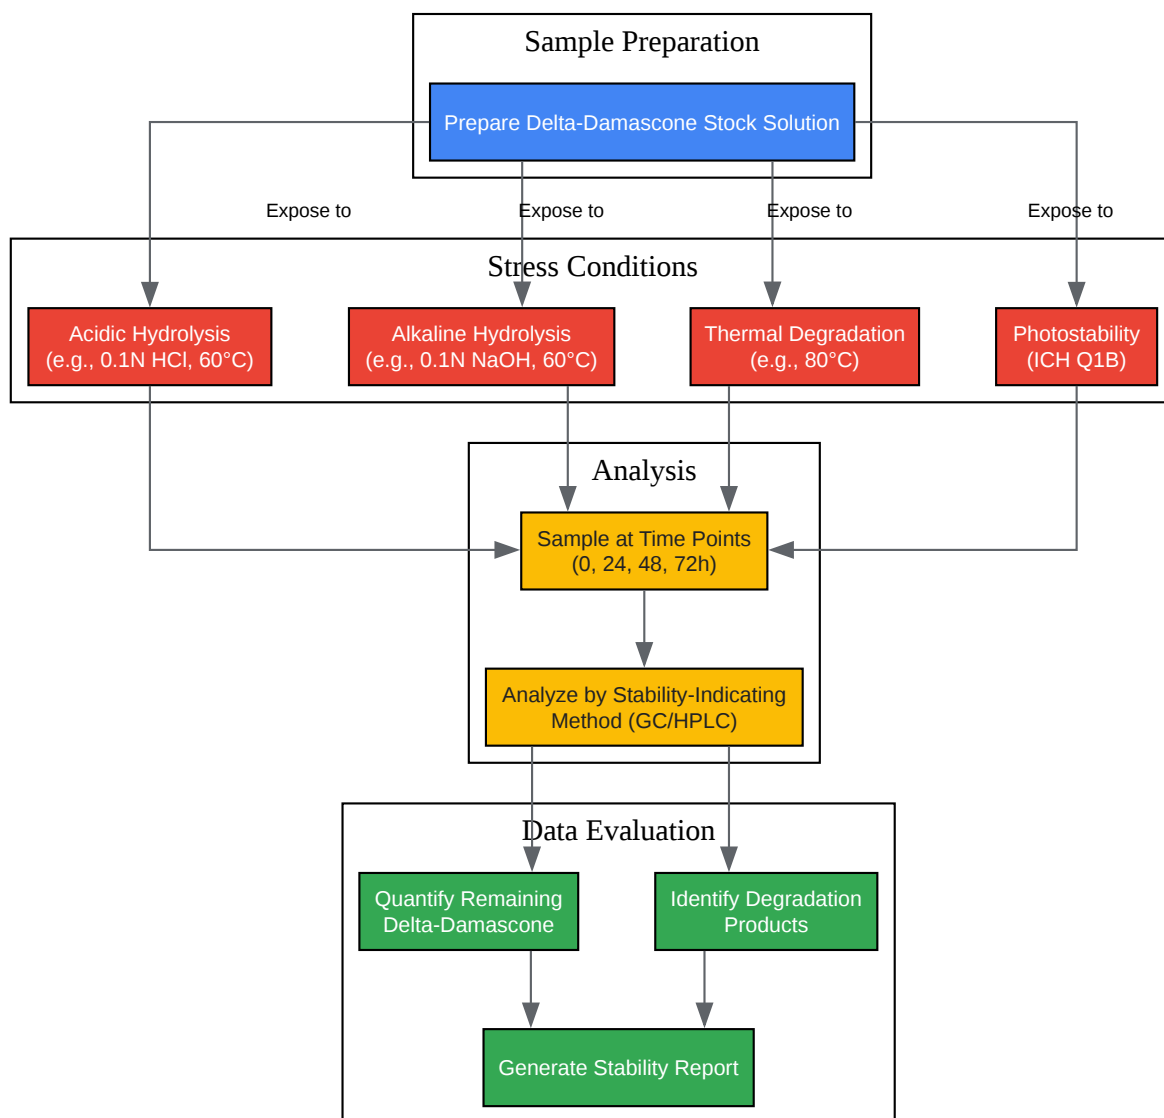 Sample Preparation
Prepare Delta-Damascone Stock Solution
Expose to
Expose to
Expose to
Expose to
Stress Conditions
Acidic Hydrolysis
(e.g., 0.1N HCl, 60°C)
Alkaline Hydrolysis
(e.g., 0.1N NaOH, 60°C)
Thermal Degradation
(e.g., 80°C)
Photostability
(ICH Q1B)
Analysis
Sample at Time Points
(0, 24, 48, 72h)
Analyze by Stability-Indicating
Method (GC/HPLC)
Data Evaluation
Quantify Remaining
Delta-Damascone
Identify Degradation
Products
Generate Stability Report